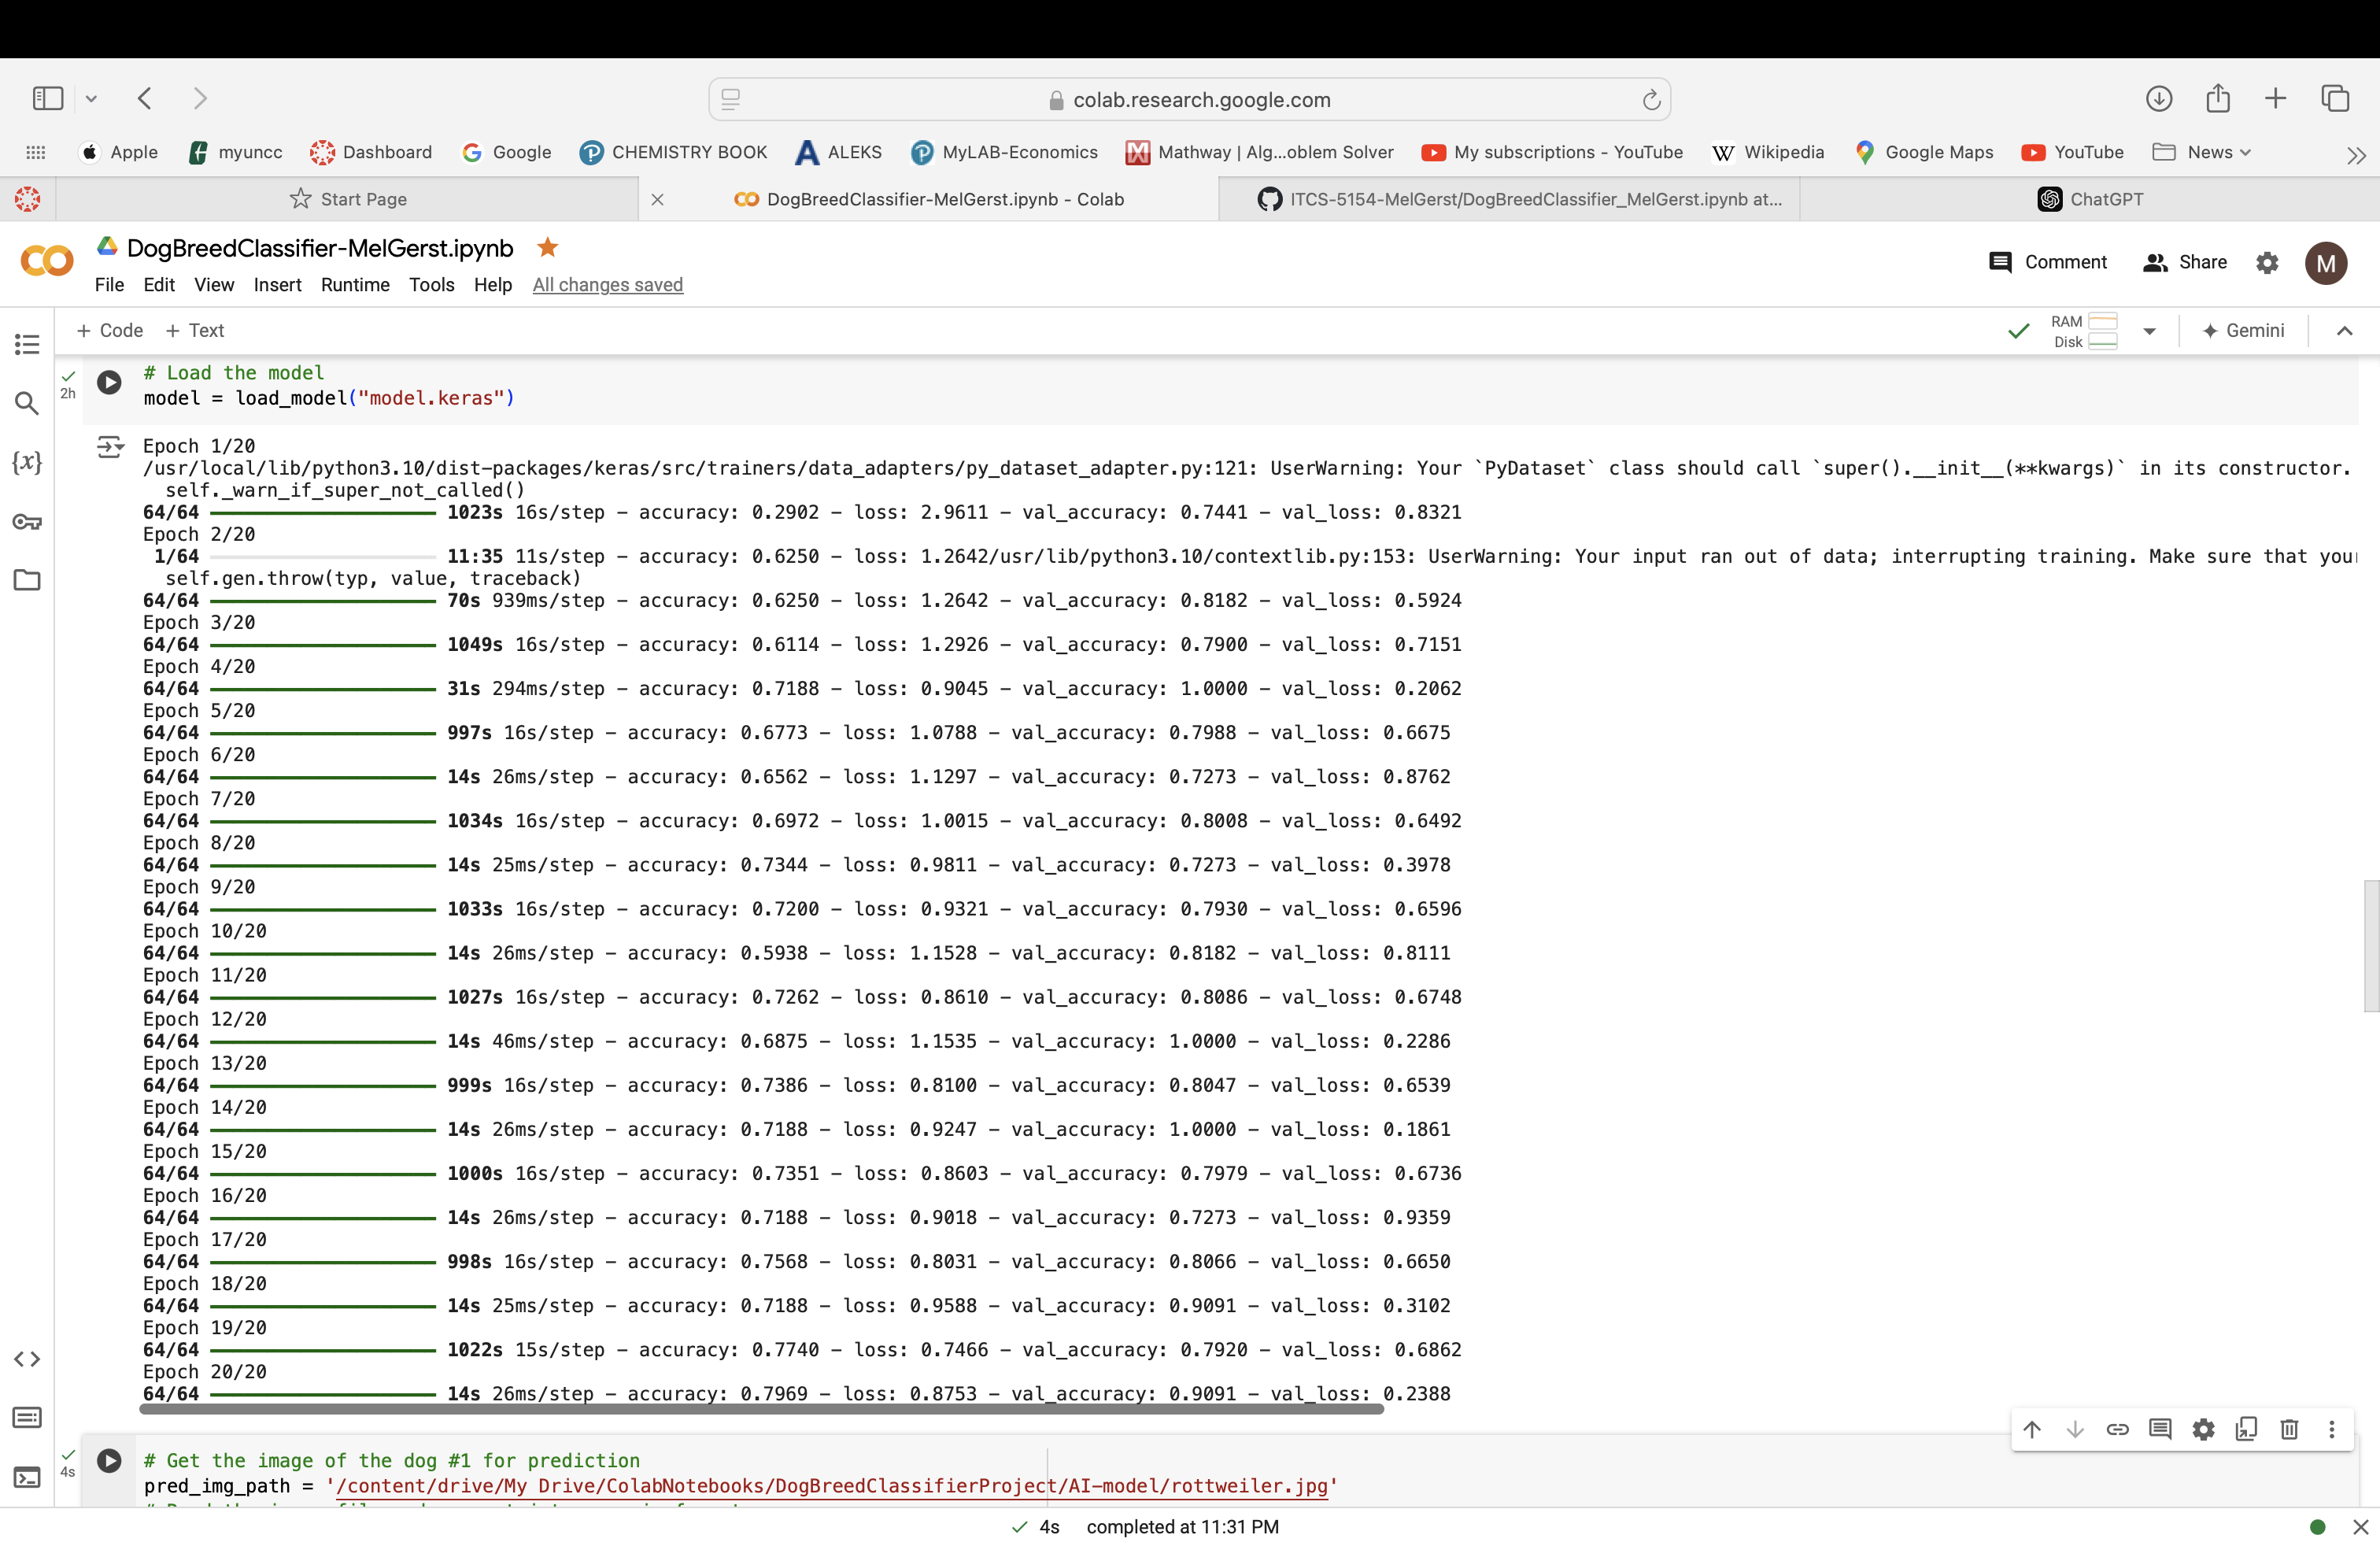 colab.research.google.com
Apple myuncc Dashboard Google CHEMISTRY BOOK ALEKS MyLAB-Economics Mathway | Alg...oblem Solver My subscriptions - YouTube Wikipedia Google Maps YouTube News
Start Page DogBreedClassifier-MelGerst.ipynb - Colab ITCS-5154-MelGerst/DogBreedClassifier_MelGerst.ipynb at... ChatGPT
DogBreedClassifier-MelGerst.ipynb
Comment Share M
File Edit View Insert Runtime Tools Help All changes saved
+ Code + Text RAM Disk Gemini
# Load the model
2h model = load_model("model.keras")
Epoch 1/20
/usr/local/lib/python3.10/dist-packages/keras/src/trainers/data_adapters/py_dataset_adapter.py:121: UserWarning: Your `PyDataset` class should call `super().__init__(**kwargs)` in its constructor.
self._warn_if_super_not_called()
64/64 1023s 16s/step - accuracy: 0.2902 - loss: 2.9611 - val_accuracy: 0.7441 - val_loss: 0.8321
Epoch 2/20
1/64 11:35 11s/step - accuracy: 0.6250 - loss: 1.2642/usr/lib/python3.10/contextlib.py:153: UserWarning: Your input ran out of data; interrupting training. Make sure that your
self.gen.throw(typ, value, traceback)
64/64 70s 939ms/step - accuracy: 0.6250 - loss: 1.2642 - val_accuracy: 0.8182 - val_loss: 0.5924
Epoch 3/20
64/64 1049s 16s/step - accuracy: 0.6114 - loss: 1.2926 - val_accuracy: 0.7900 - val_loss: 0.7151
Epoch 4/20
64/64 31s 294ms/step - accuracy: 0.7188 - loss: 0.9045 - val_accuracy: 1.0000 - val_loss: 0.2062
Epoch 5/20
64/64 997s 16s/step - accuracy: 0.6773 - loss: 1.0788 - val_accuracy: 0.7988 - val_loss: 0.6675
Epoch 6/20
64/64 14s 26ms/step - accuracy: 0.6562 - loss: 1.1297 - val_accuracy: 0.7273 - val_loss: 0.8762
Epoch 7/20
64/64 1034s 16s/step - accuracy: 0.6972 - loss: 1.0015 - val_accuracy: 0.8008 - val_loss: 0.6492
Epoch 8/20
64/64 14s 25ms/step - accuracy: 0.7344 - loss: 0.9811 - val_accuracy: 0.7273 - val_loss: 0.3978
Epoch 9/20
64/64 1033s 16s/step - accuracy: 0.7200 - loss: 0.9321 - val_accuracy: 0.7930 - val_loss: 0.6596
Epoch 10/20
64/64 14s 26ms/step - accuracy: 0.5938 - loss: 1.1528 - val_accuracy: 0.8182 - val_loss: 0.8111
Epoch 11/20
64/64 1027s 16s/step - accuracy: 0.7262 - loss: 0.8610 - val_accuracy: 0.8086 - val_loss: 0.6748
Epoch 12/20
64/64 14s 46ms/step - accuracy: 0.6875 - loss: 1.1535 - val_accuracy: 1.0000 - val_loss: 0.2286
Epoch 13/20
64/64 999s 16s/step - accuracy: 0.7386 - loss: 0.8100 - val_accuracy: 0.8047 - val_loss: 0.6539
Epoch 14/20
64/64 14s 26ms/step - accuracy: 0.7188 - loss: 0.9247 - val_accuracy: 1.0000 - val_loss: 0.1861
Epoch 15/20
64/64 1000s 16s/step - accuracy: 0.7351 - loss: 0.8603 - val_accuracy: 0.7979 - val_loss: 0.6736
Epoch 16/20
64/64 14s 26ms/step - accuracy: 0.7188 - loss: 0.9018 - val_accuracy: 0.7273 - val_loss: 0.9359
Epoch 17/20
64/64 998s 16s/step - accuracy: 0.7568 - loss: 0.8031 - val_accuracy: 0.8066 - val_loss: 0.6650
Epoch 18/20
64/64 14s 25ms/step - accuracy: 0.7188 - loss: 0.9588 - val_accuracy: 0.9091 - val_loss: 0.3102
Epoch 19/20
64/64 1022s 15s/step - accuracy: 0.7740 - loss: 0.7466 - val_accuracy: 0.7920 - val_loss: 0.6862
Epoch 20/20
64/64 14s 26ms/step - accuracy: 0.7969 - loss: 0.8753 - val_accuracy: 0.9091 - val_loss: 0.2388
# Get the image of the dog #1 for prediction
4s pred_img_path = '/content/drive/My Drive/ColabNotebooks/DogBreedClassifierProject/AI-model/rottweiler.jpg'
4s completed at 11:31 PM